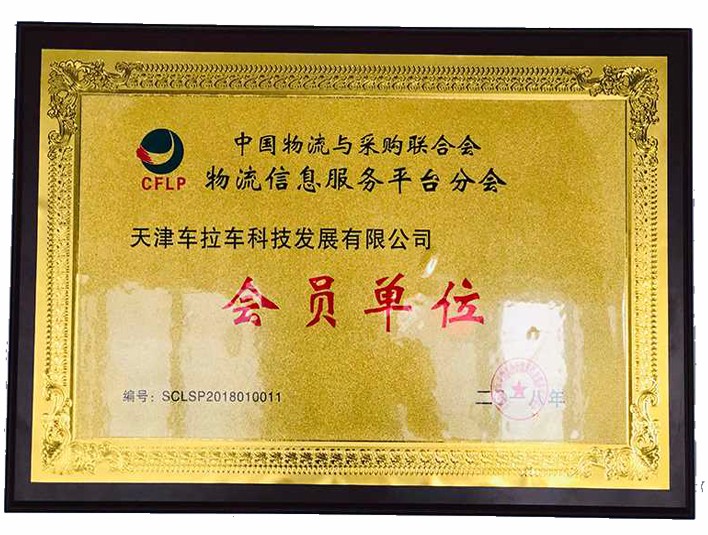 中国物流与采购联合会
CFLP
物流信息服务平台分会
天津车拉车科技发展有限公司
会员单位
编号：SCLSP2018010011
二〇一八年